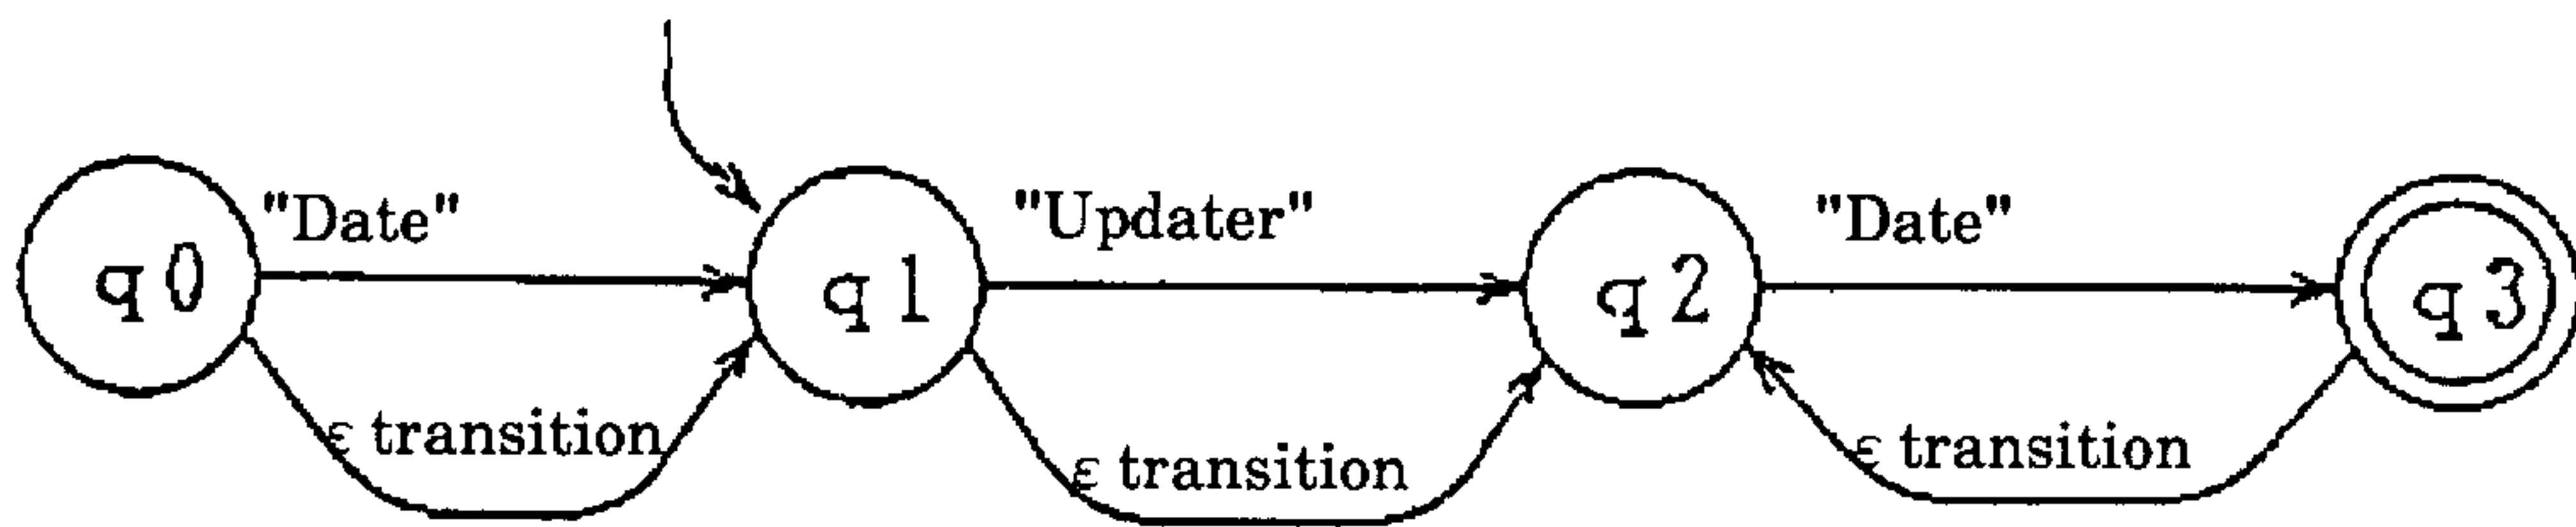 "Date" "Updater" "Date"
q0 q1 q2 q3
ε transition ε transition ε transition